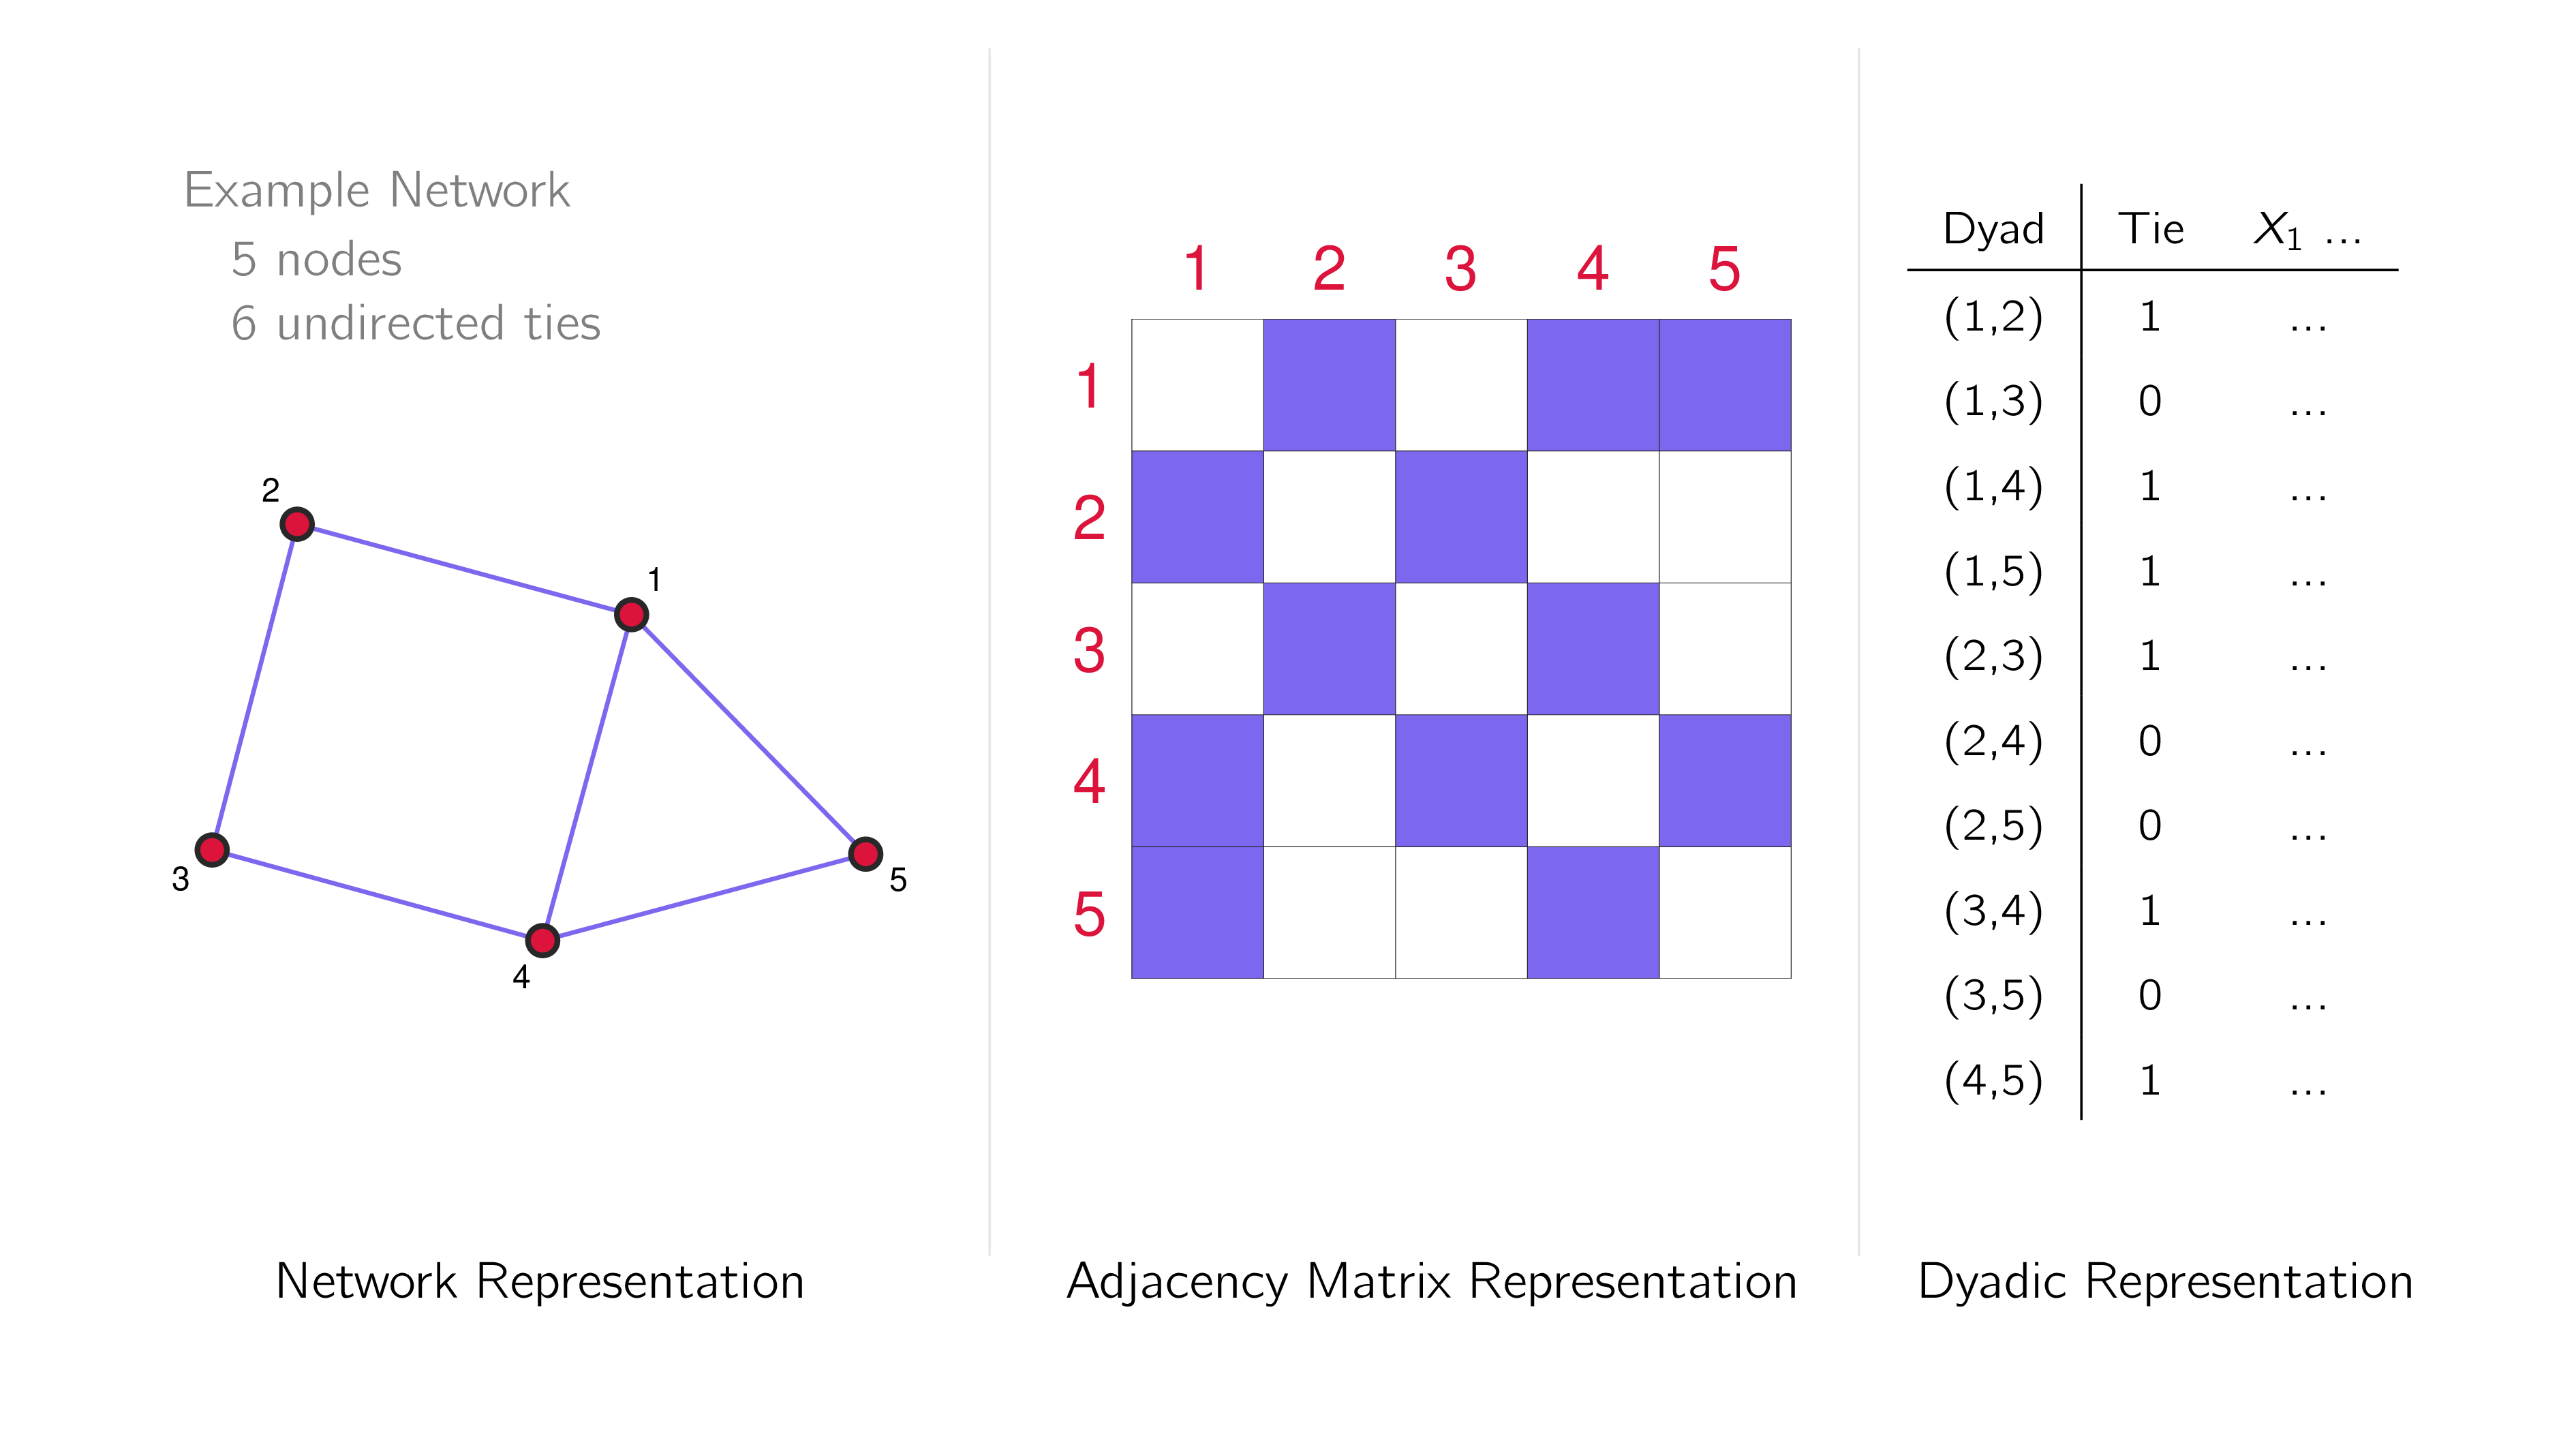 Example Network
5 nodes
6 undirected ties
2
1
3
5
4
Network Representation
1 2 3 4 5
1
2
3
4
5
Adjacency Matrix Representation
Dyad Tie X₁ ...
(1,2) 1 ...
(1,3) 0 ...
(1,4) 1 ...
(1,5) 1 ...
(2,3) 1 ...
(2,4) 0 ...
(2,5) 0 ...
(3,4) 1 ...
(3,5) 0 ...
(4,5) 1 ...
Dyadic Representation